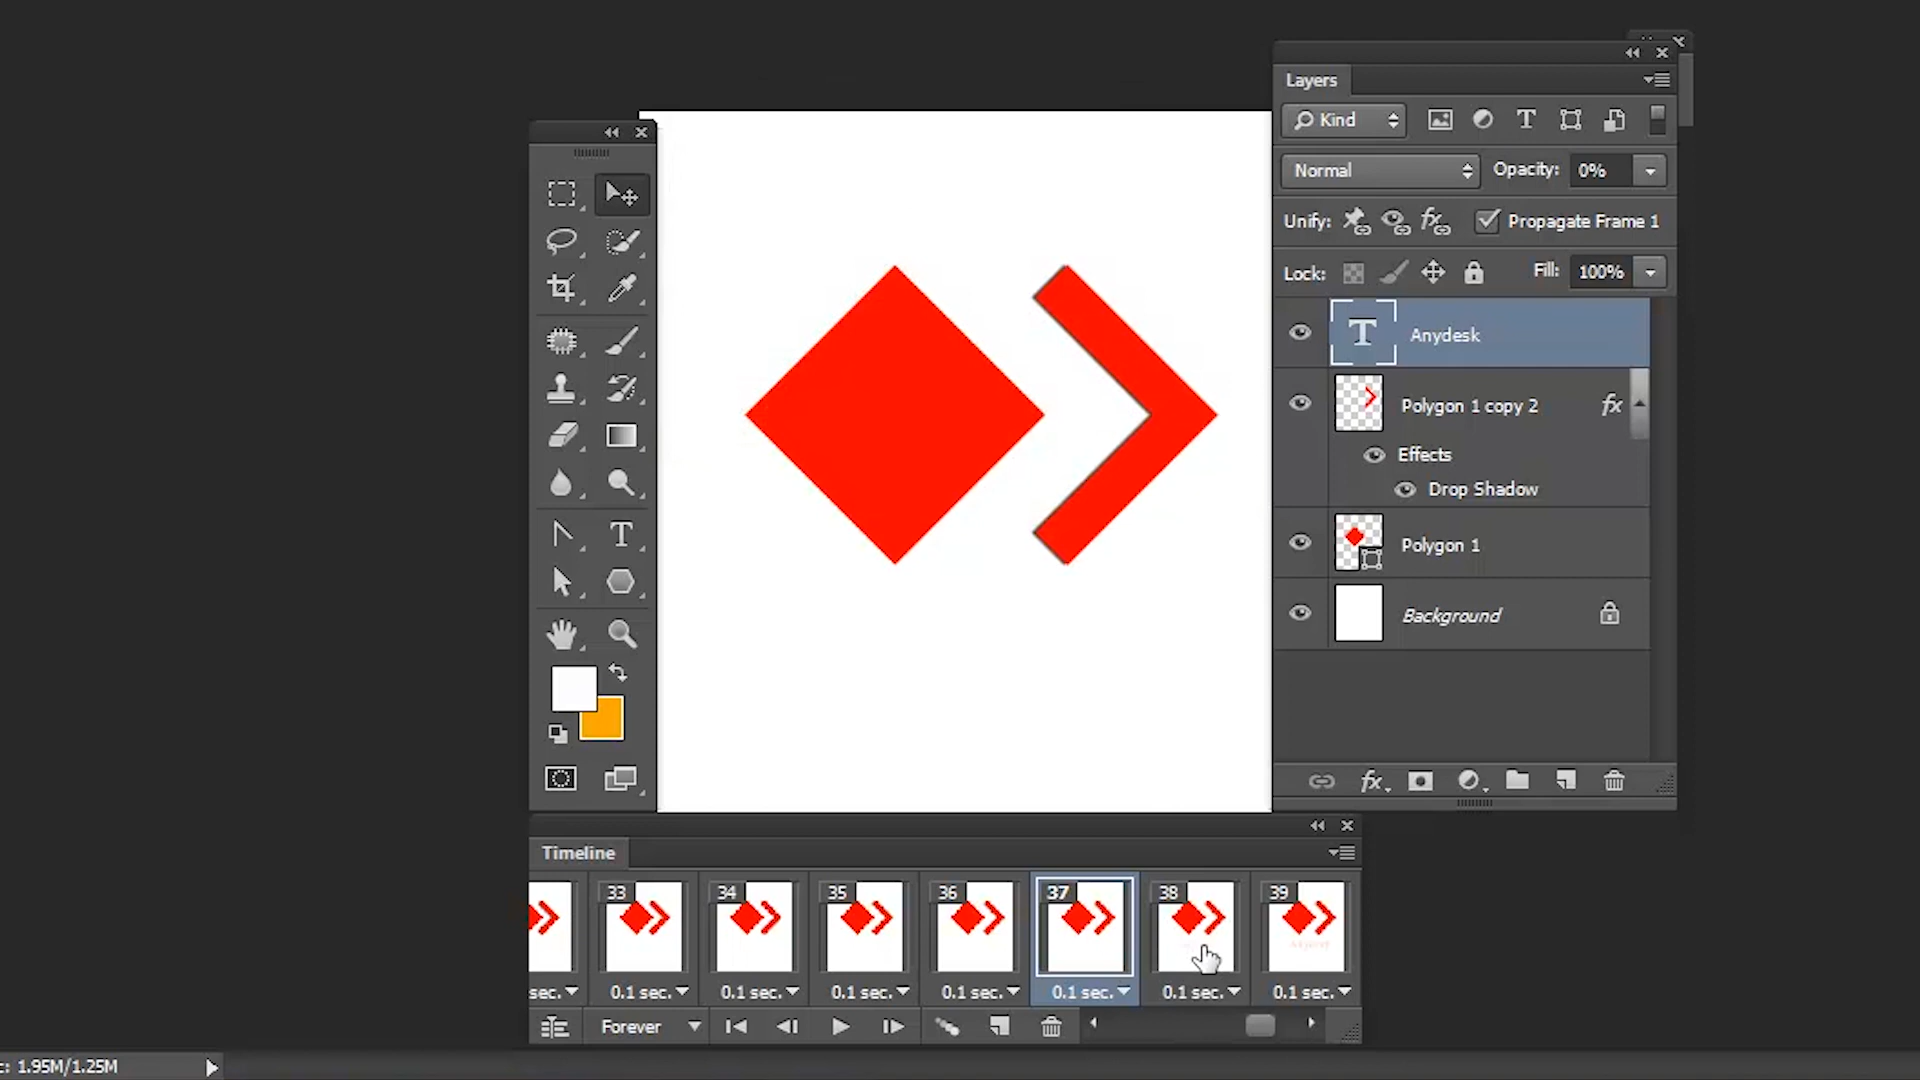 Layers
Kind
Normal
Opacity: 0%
Unify:
Propagate Frame 1
Lock:
Fill: 100%
T Anydesk
Polygon 1 copy 2 fx
Effects
Drop Shadow
Polygon 1
Background
Timeline
33 34 35 36 37 38 39
sec. 0.1 sec. 0.1 sec. 0.1 sec. 0.1 sec. 0.1 sec. 0.1 sec. 0.1 sec.
Forever
c: 1.95M/1.25M